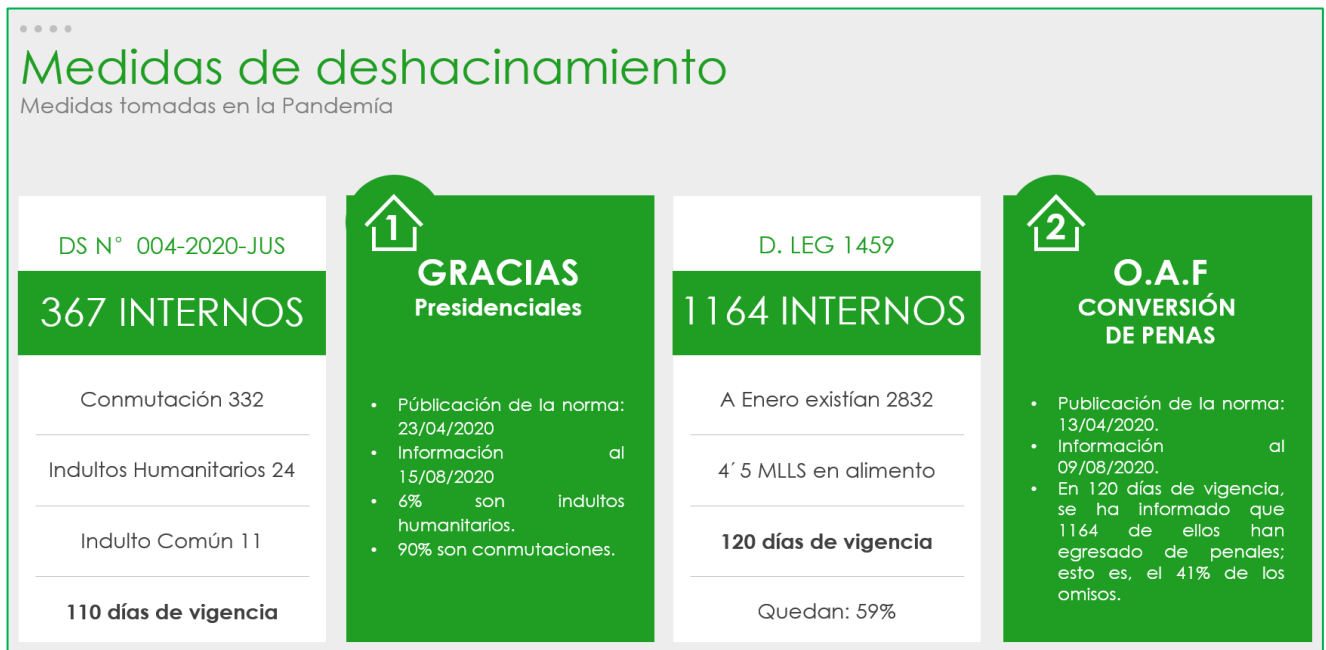 Medidas de deshacinamiento
Medidas tomadas en la Pandemía
DS N° 004-2020-JUS
367 INTERNOS
Conmutación 332
Indultos Humanitarios 24
Indulto Común 11
110 días de vigencia
1
GRACIAS
Presidenciales
• Públicación de la norma:
23/04/2020
• Información al
15/08/2020
• 6% son indultos
humanitarios.
• 90% son conmutaciones.
D. LEG 1459
1164 INTERNOS
A Enero existían 2832
4´5 MLLS en alimento
120 días de vigencia
Quedan: 59%
2
O.A.F
CONVERSIÓN
DE PENAS
• Publicación de la norma:
13/04/2020.
• Información al
09/08/2020.
• En 120 días de vigencia,
se ha informado que
1164 de ellos han
egresado de penales;
esto es, el 41% de los
omisos.